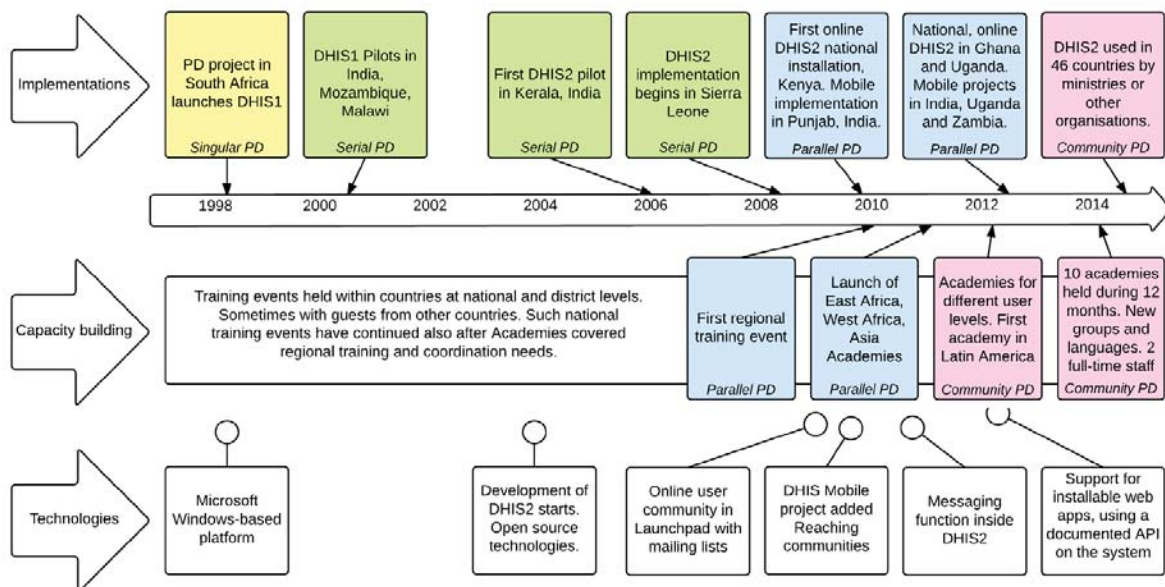 Implementations
PD project in
South Africa
launches DHIS1
Singular PD
DHIS1 Pilots in
India,
Mozambique,
Malawi
Serial PD
First DHIS2 pilot
in Kerala, India
Serial PD
DHIS2
implementation
begins in Sierra
Leone
Serial PD
First online
DHIS2 national
installation,
Kenya. Mobile
implementation
in Punjab, India.
Parallel PD
National, online
DHIS2 in Ghana
and Uganda.
Mobile projects
in India, Uganda
and Zambia.
Parallel PD
DHIS2 used in
46 countries by
ministries or
other
organisations.
Community PD
1998 2000 2002 2004 2006 2008 2010 2012 2014
Capacity building
Training events held within countries at national and district levels.
Sometimes with guests from other countries. Such national
training events have continued also after Academies covered
regional training and coordination needs.
First regional
training event
Parallel PD
Launch of
East Africa,
West Africa,
Asia
Academies
Parallel PD
Academies for
different user
levels. First
academy in
Latin America
Community PD
10 academies
held during 12
months. New
groups and
languages. 2
full-time staff
Community PD
Technologies
Microsoft
Windows-based
platform
Development of
DHIS2 starts.
Open source
technologies.
Online user
community in
Launchpad with
mailing lists
DHIS Mobile
project added
Reaching
communities
Messaging
function inside
DHIS2
Support for
installable web
apps, using a
documented API
on the system